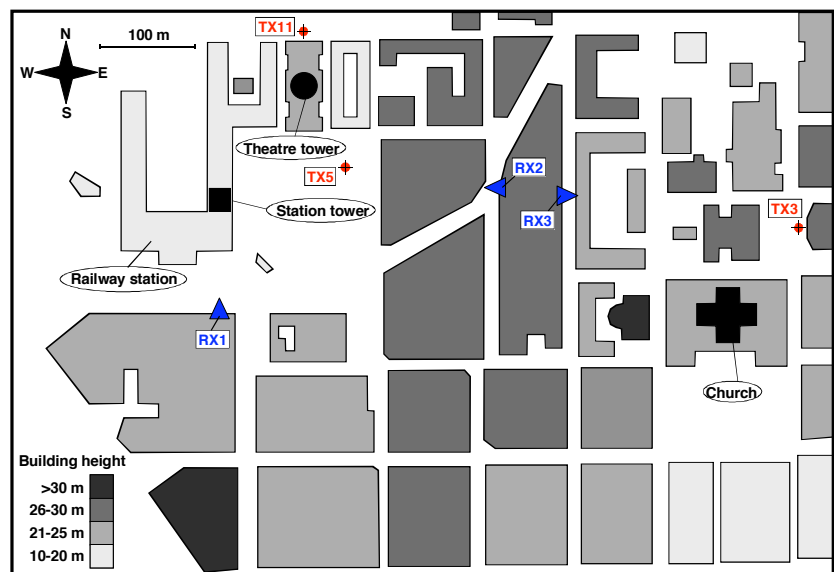 TX11
N
100 m
W
E
S
Theatre tower
RX2
TX5
RX3
TX3
Station tower
Railway station
RX1
Church
Building height
>30 m
26-30 m
21-25 m
10-20 m